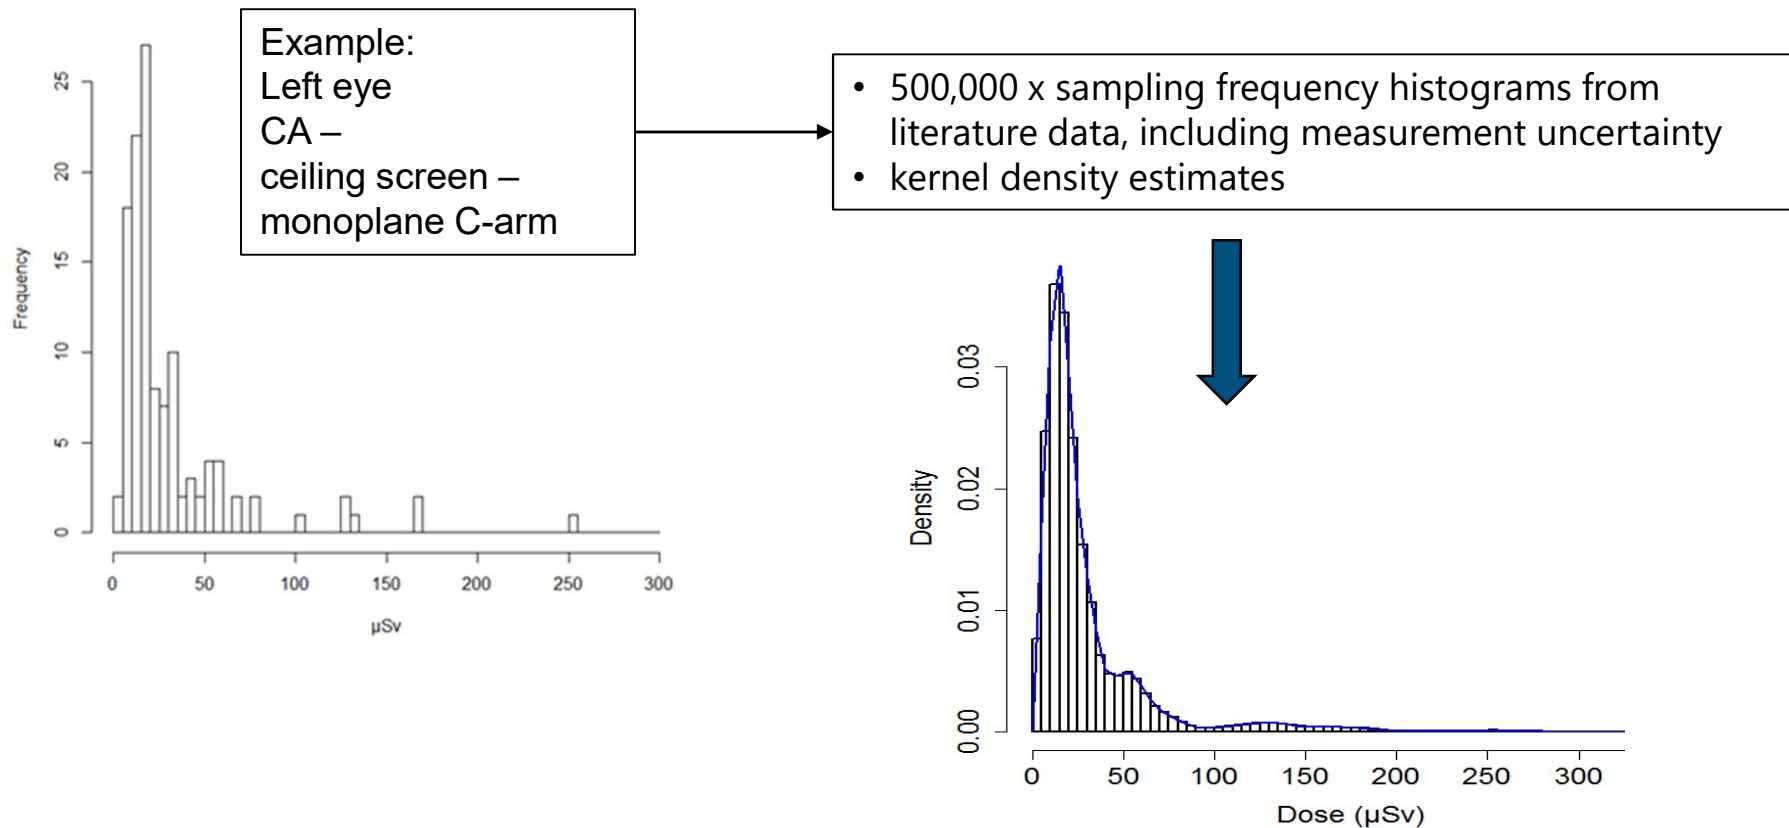 Example:
Left eye
CA –
ceiling screen –
monoplane C-arm
• 500,000 x sampling frequency histograms from
literature data, including measurement uncertainty
• kernel density estimates
Frequency
25
20
15
10
5
0
0 50 100 150 200 250 300
µSv
Density
0.03
0.02
0.01
0.00
0 50 100 150 200 250 300
Dose (µSv)